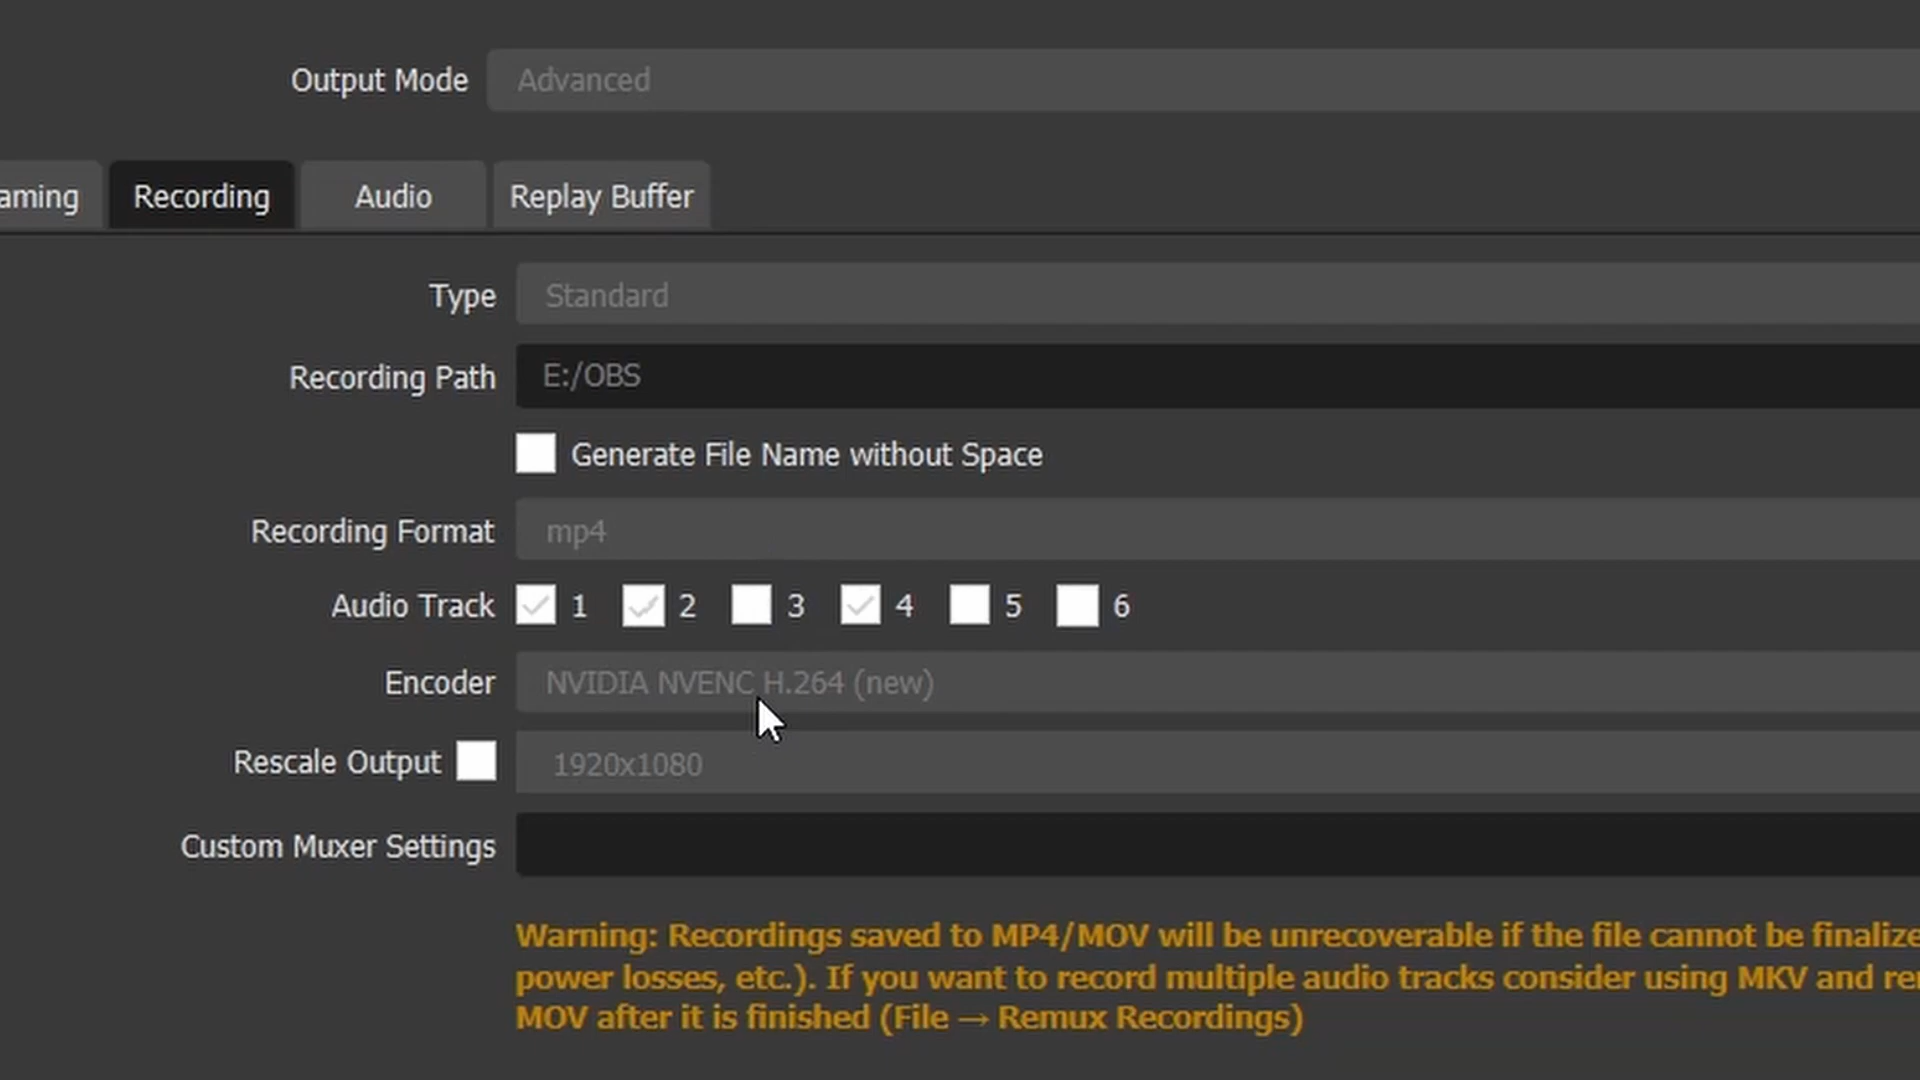 Output Mode Advanced
aming Recording Audio Replay Buffer
Type Standard
Recording Path E:/OBS
Generate File Name without Space
Recording Format mp4
Audio Track 1 2 3 4 5 6
Encoder NVIDIA NVENC H.264 (new)
Rescale Output 1920x1080
Custom Muxer Settings
Warning: Recordings saved to MP4/MOV will be unrecoverable if the file cannot be finalize
power losses, etc.). If you want to record multiple audio tracks consider using MKV and re
MOV after it is finished (File → Remux Recordings)